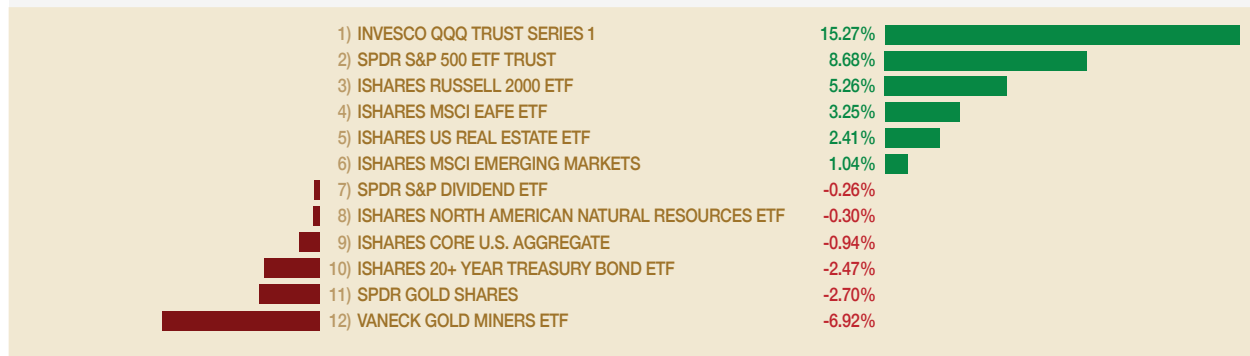 1) INVESCO QQQ TRUST SERIES 1 15.27%
2) SPDR S&P 500 ETF TRUST 8.68%
3) ISHARES RUSSELL 2000 ETF 5.26%
4) ISHARES MSCI EAFE ETF 3.25%
5) ISHARES US REAL ESTATE ETF 2.41%
6) ISHARES MSCI EMERGING MARKETS 1.04%
7) SPDR S&P DIVIDEND ETF -0.26%
8) ISHARES NORTH AMERICAN NATURAL RESOURCES ETF -0.30%
9) ISHARES CORE U.S. AGGREGATE -0.94%
10) ISHARES 20+ YEAR TREASURY BOND ETF -2.47%
11) SPDR GOLD SHARES -2.70%
12) VANECK GOLD MINERS ETF -6.92%